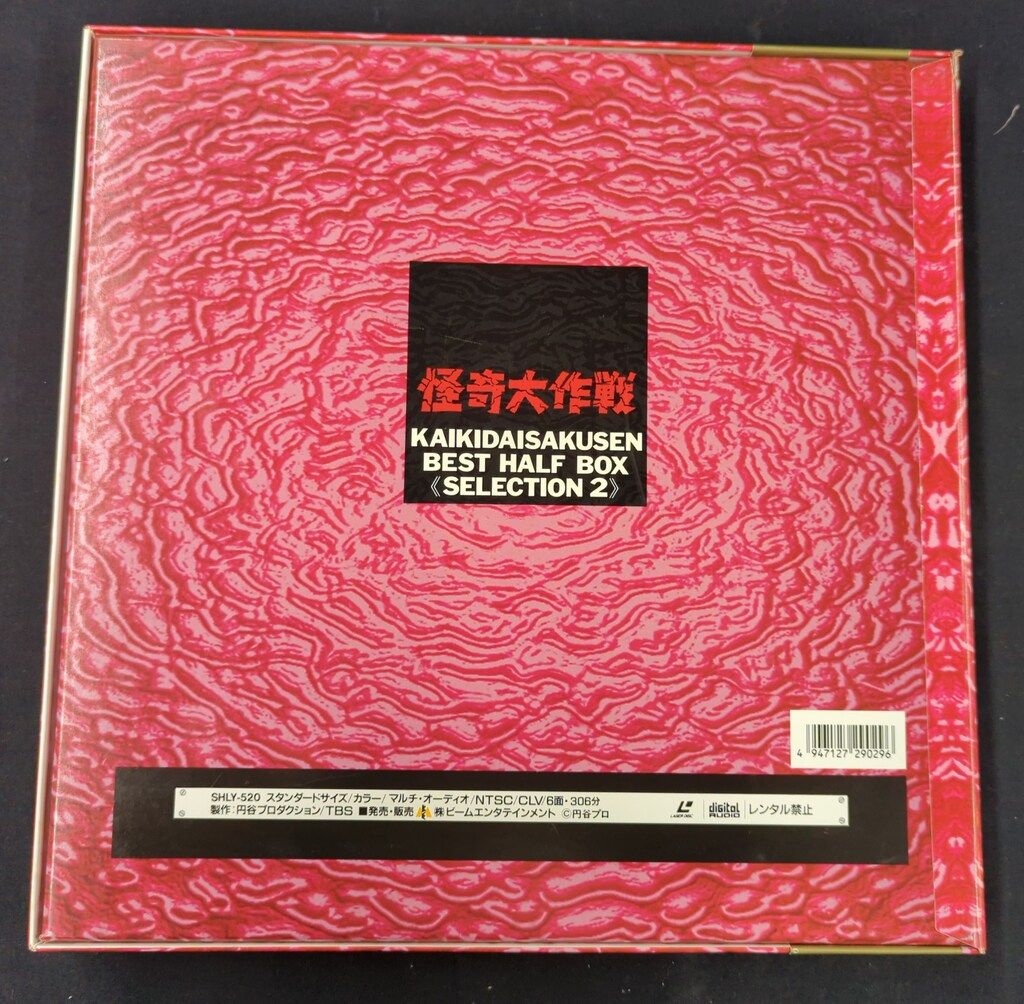 怪奇大作戦
KAIKIDAISAKUSEN
BEST HALF BOX
《SELECTION 2》
4 947127 290296
SHLY-520 スタンダードサイズ/カラー/マルチ・オーディオ/NTSC/CLV/6面・306分
製作:円谷プロダクション/TBS ■発売・販売 株ビームエンタテインメント ©円谷プロ
LASER DISC
digital AUDIO
レンタル禁止